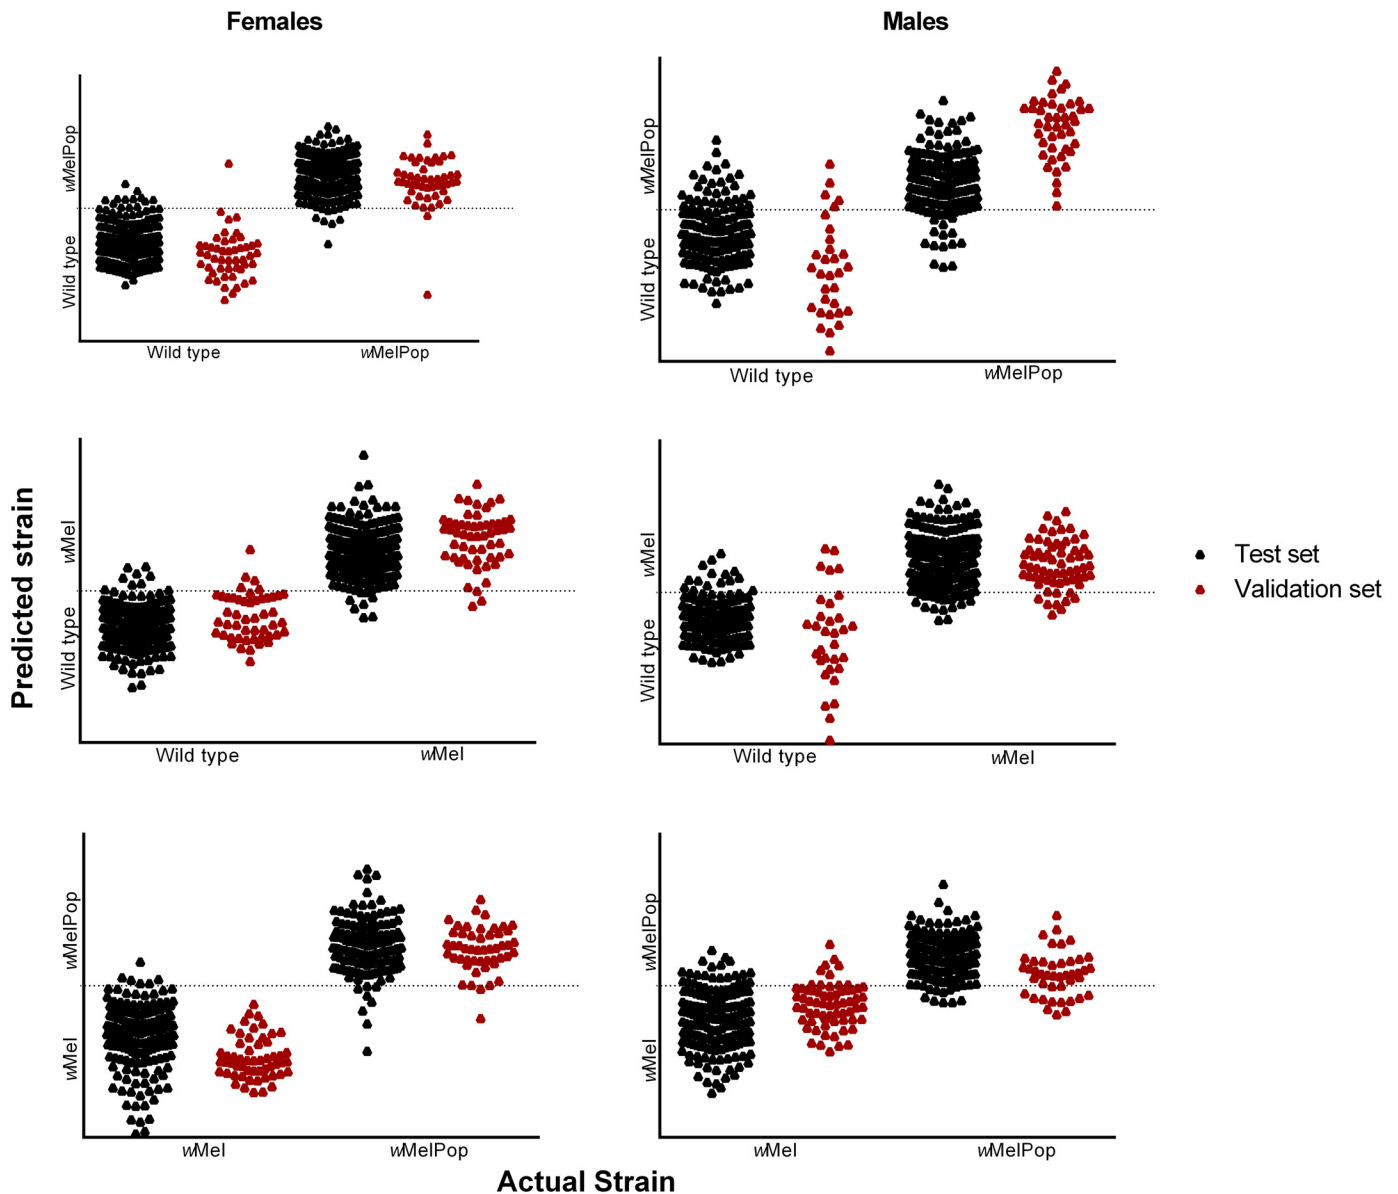 Females
Males
wMelPop
Wild type
Wild type
wMelPop
wMelPop
Wild type
Wild type
wMelPop
Predicted strain
wMel
Wild type
Wild type
wMel
wMel
Wild type
Wild type
wMel
Test set
Validation set
wMelPop
wMel
wMel
wMelPop
wMelPop
wMel
wMel
wMelPop
Actual Strain